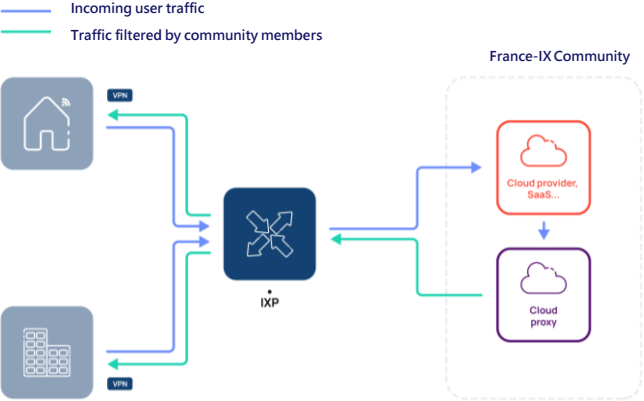 Incoming user traffic
Traffic filtered by community members
France-IX Community
VPN
Cloud provider,
SaaS...
IXP
Cloud
proxy
VPN